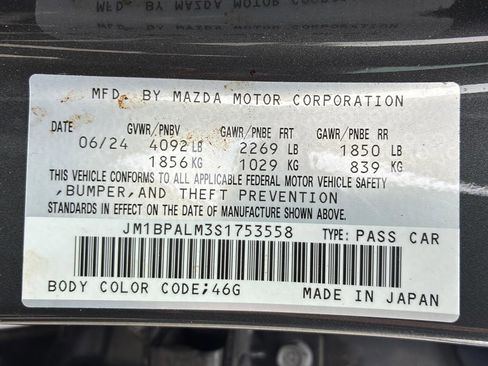 MFD. BY MAZDA MOTOR CORPORATION
DATE GVWR/PNBV GAWR/PNBE FRT GAWR/PNBE RR
06/24 4092 LB 2269 LB 1850 LB
1856 KG 1029 KG 839 KG
THIS VEHICLE CONFORMS TO ALL APPLICABLE FEDERAL MOTOR VEHICLE SAFETY
,BUMPER,AND THEFT PREVENTION
STANDARDS IN EFFECT ON THE DATE OF MANUFACTURE SHOWN ABOVE.
JM1BPALM3S1753558 TYPE: PASS CAR
BODY COLOR CODE;46G MADE IN JAPAN